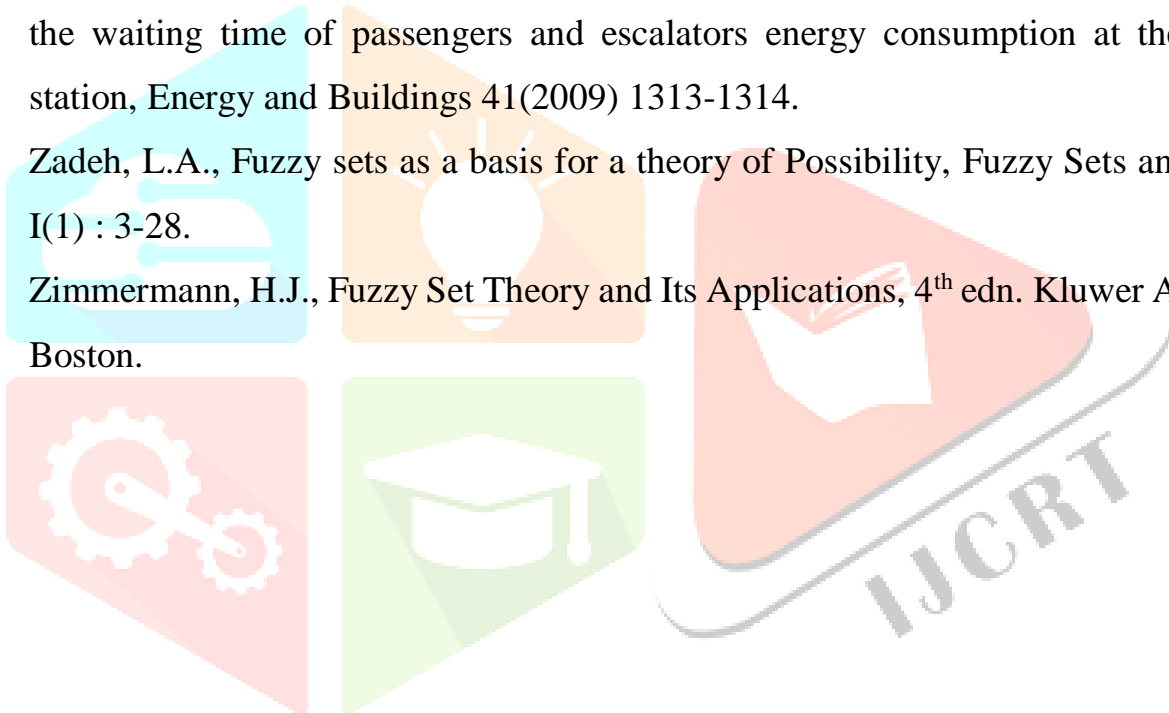 the waiting time of passengers and escalators energy consumption at the
station, Energy and Buildings 41(2009) 1313-1314.
Zadeh, L.A., Fuzzy sets as a basis for a theory of Possibility, Fuzzy Sets an
I(1) : 3-28.
Zimmermann, H.J., Fuzzy Set Theory and Its Applications, 4th edn. Kluwer A
Boston.
IJCRT